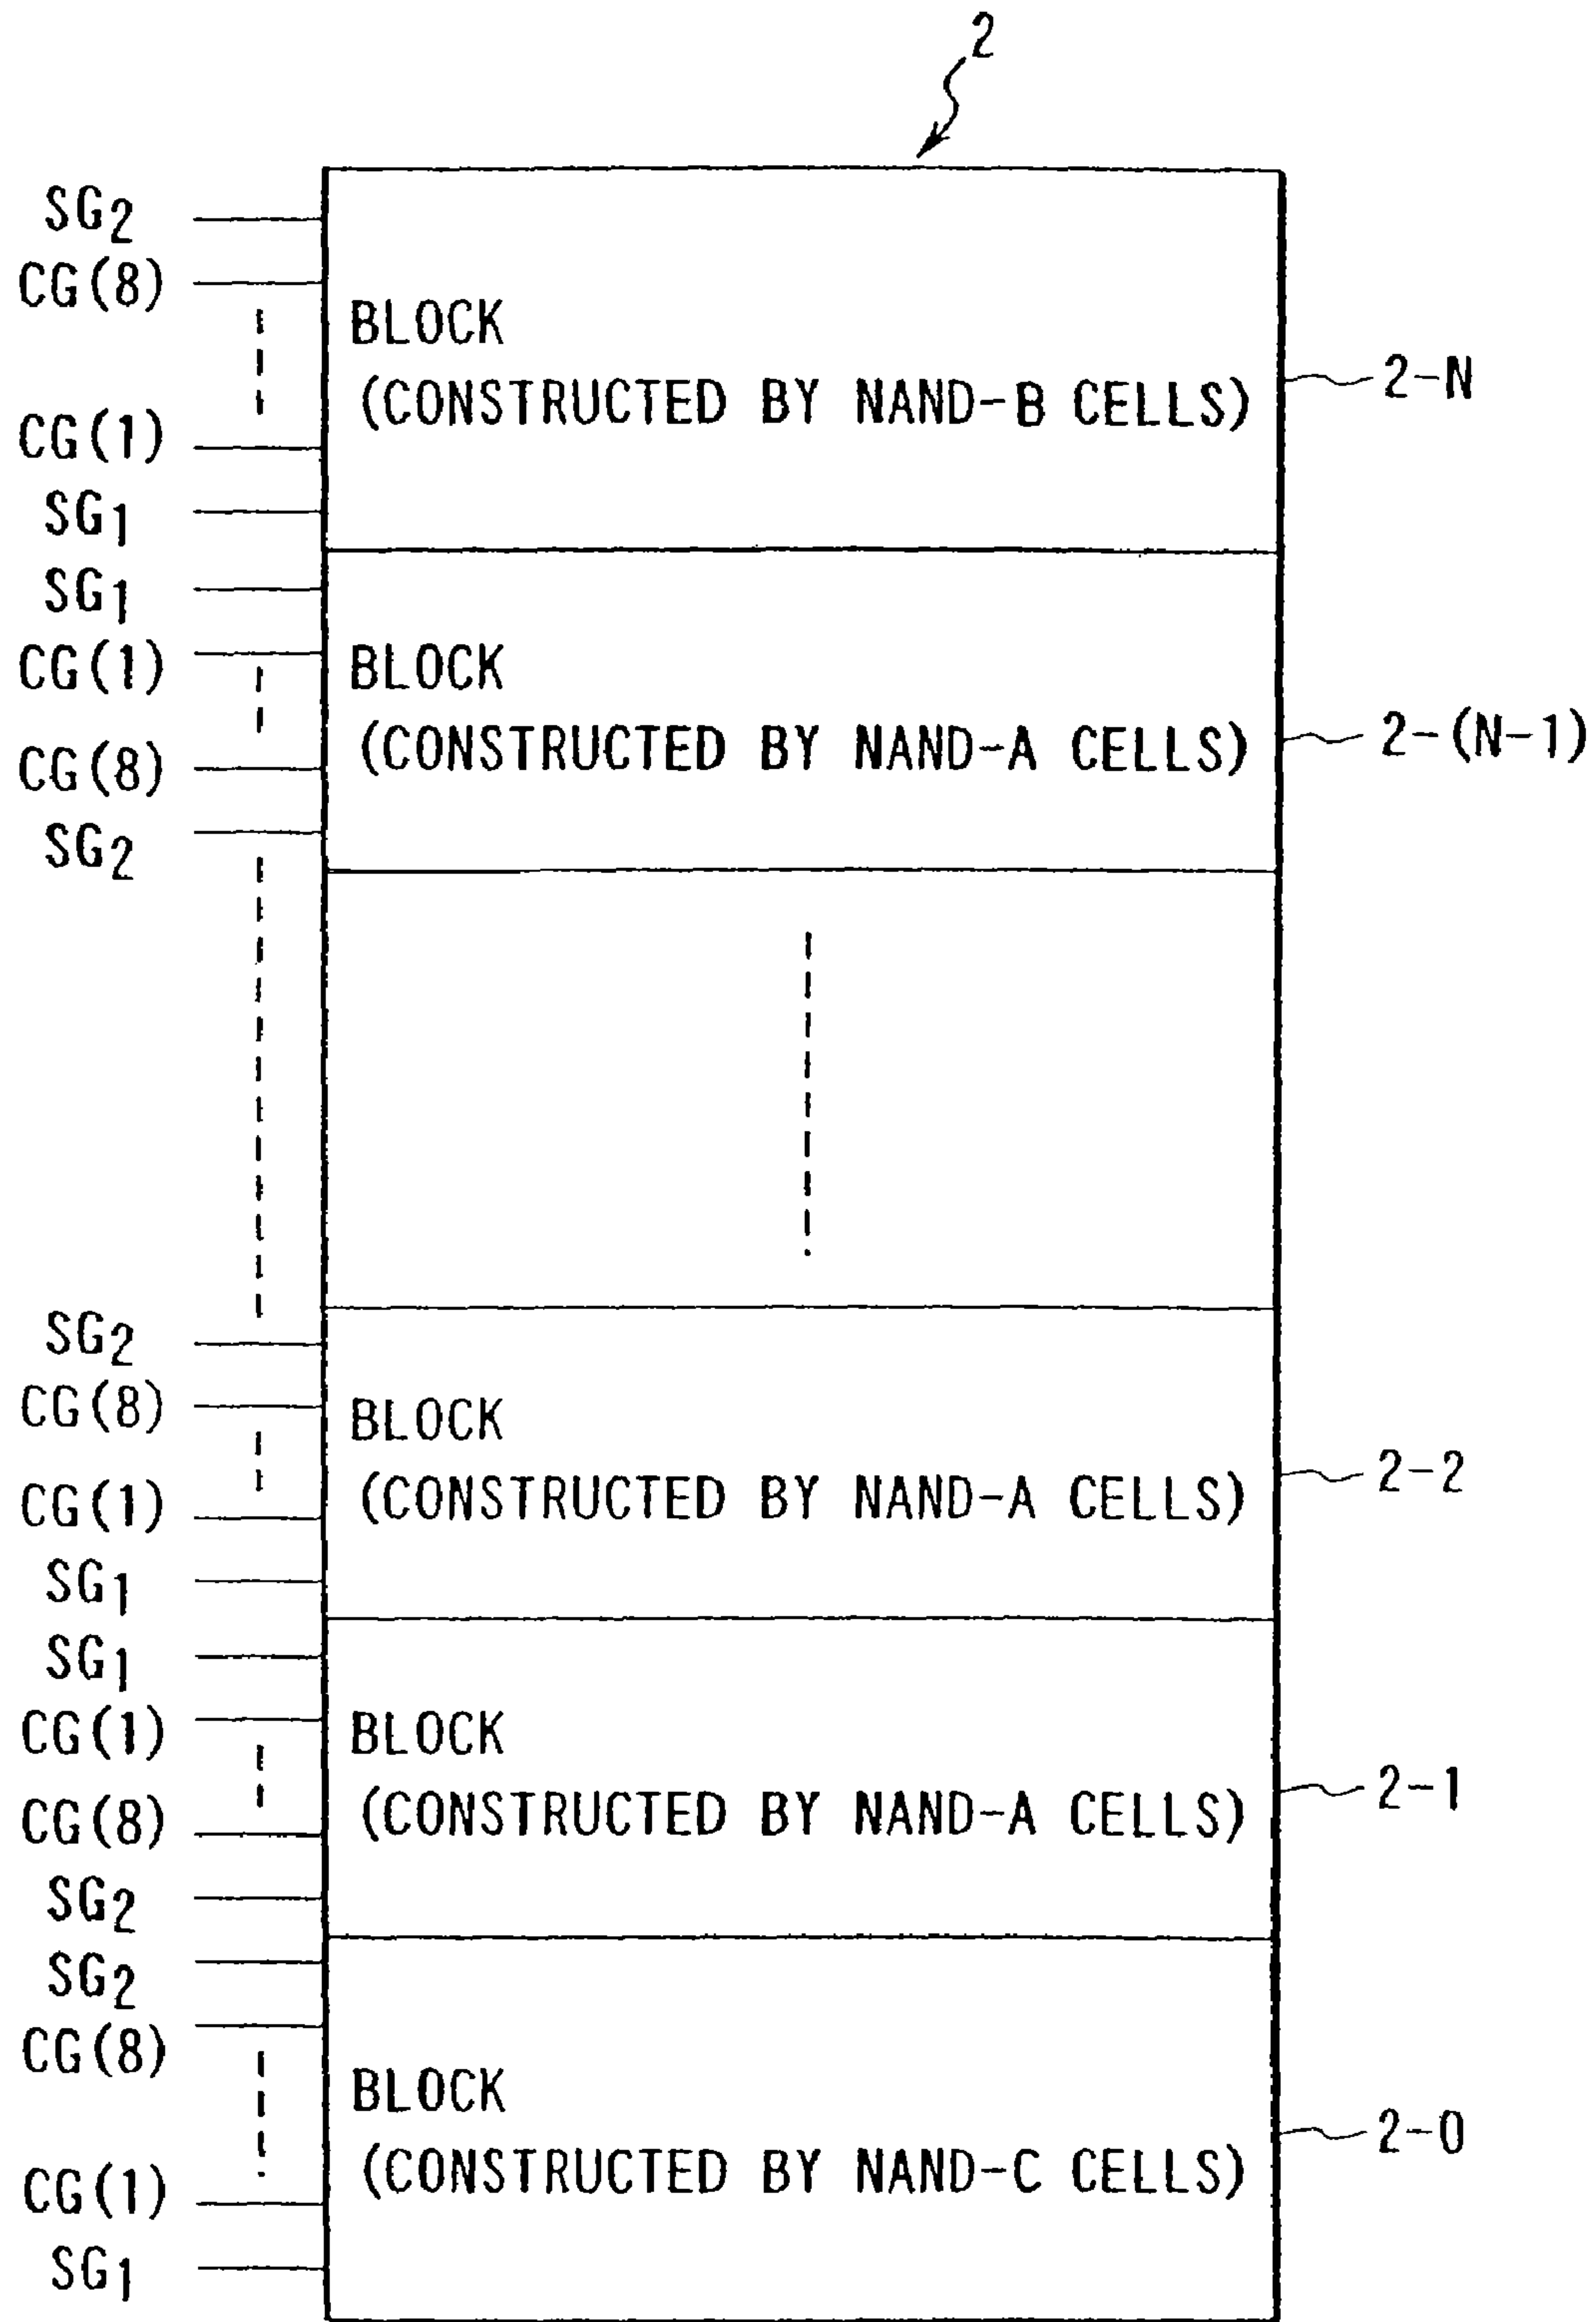 2
SG2
CG(8)
BLOCK
(CONSTRUCTED BY NAND-B CELLS)
2-N
CG(1)
SG1
SG1
CG(1)
BLOCK
(CONSTRUCTED BY NAND-A CELLS)
2-(N-1)
CG(8)
SG2
SG2
CG(8)
BLOCK
(CONSTRUCTED BY NAND-A CELLS)
2-2
CG(1)
SG1
SG1
CG(1)
BLOCK
(CONSTRUCTED BY NAND-A CELLS)
2-1
CG(8)
SG2
SG2
CG(8)
BLOCK
(CONSTRUCTED BY NAND-C CELLS)
2-0
CG(1)
SG1